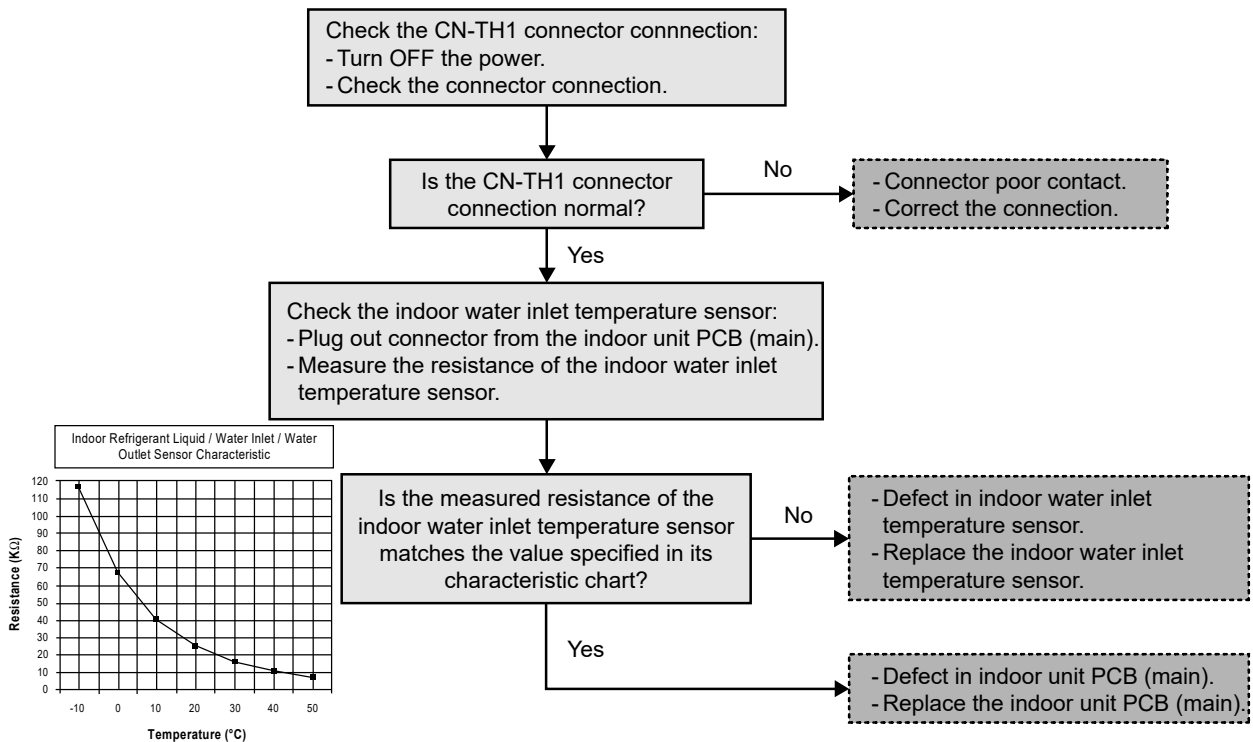 Check the CN-TH1 connector connnection:
- Turn OFF the power.
- Check the connector connection.
Is the CN-TH1 connector
connection normal?
No
- Connector poor contact.
- Correct the connection.
Yes
Check the indoor water inlet temperature sensor:
- Plug out connector from the indoor unit PCB (main).
- Measure the resistance of the indoor water inlet
temperature sensor.
Indoor Refrigerant Liquid / Water Inlet / Water
Outlet Sensor Characteristic
Resistance (KΩ)
120
110
100
90
80
70
60
50
40
30
20
10
0
-10 0 10 20 30 40 50
Temperature (°C)
Is the measured resistance of the
indoor water inlet temperature sensor
matches the value specified in its
characteristic chart?
No
- Defect in indoor water inlet
temperature sensor.
- Replace the indoor water inlet
temperature sensor.
Yes
- Defect in indoor unit PCB (main).
- Replace the indoor unit PCB (main).